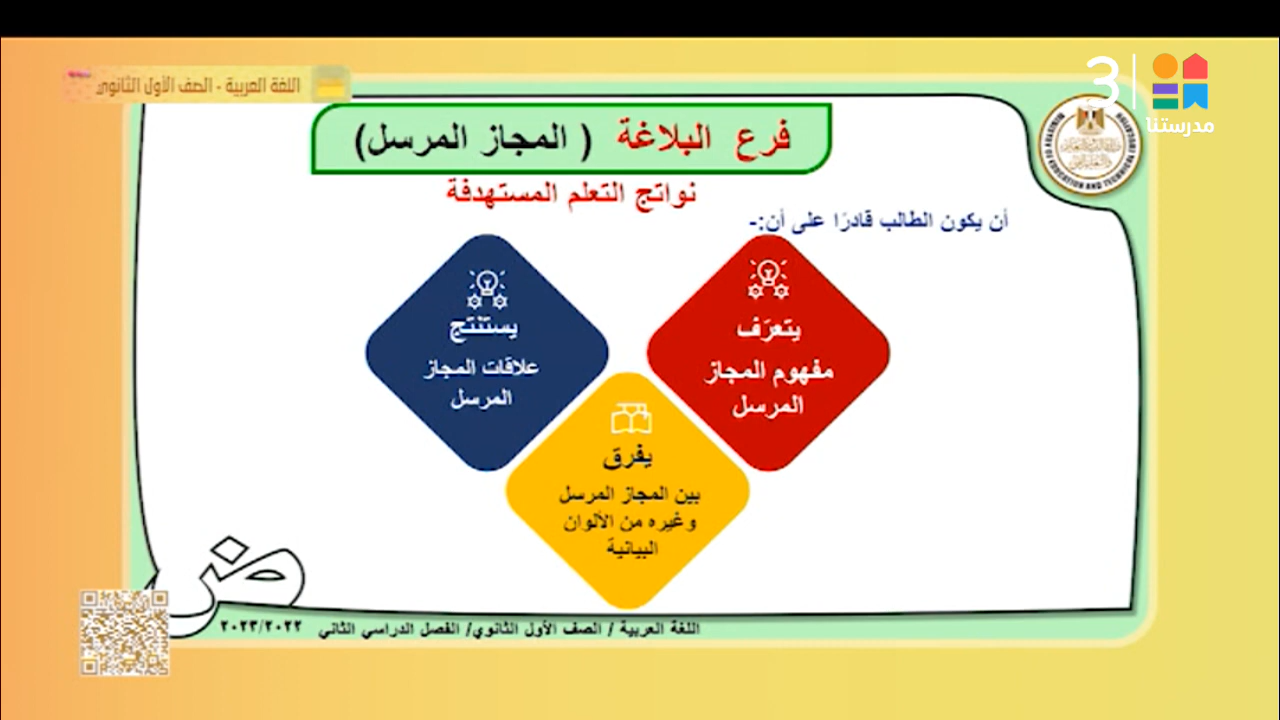 3
مدرستنا
اللغة العربية - الصف الأول الثانوي
فرع البلاغة ( المجاز المرسل)
نواتج التعلم المستهدفة
أن يكون الطالب قادرًا على أن:-
يتعرّف
مفهوم المجاز
المرسل
يستنتج
علاقات المجاز
المرسل
يفرق
بين المجاز المرسل
وغيره من الألوان
البيانية
ض
اللغة العربية / الصف الأول الثانوي/ الفصل الدراسي الثاني ٢٠٢٣/٢٠٢٢